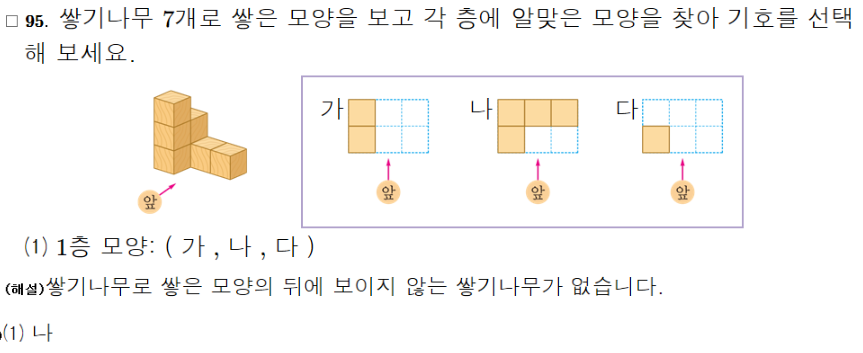 □ 95. 쌓기나무 7개로 쌓은 모양을 보고 각 층에 알맞은 모양을 찾아 기호를 선택
해 보세요.
가 나 다
앞 앞 앞 앞
(1) 1층 모양: ( 가 , 나 , 다 )
(해설)쌓기나무로 쌓은 모양의 뒤에 보이지 않는 쌓기나무가 없습니다.
(1) 나